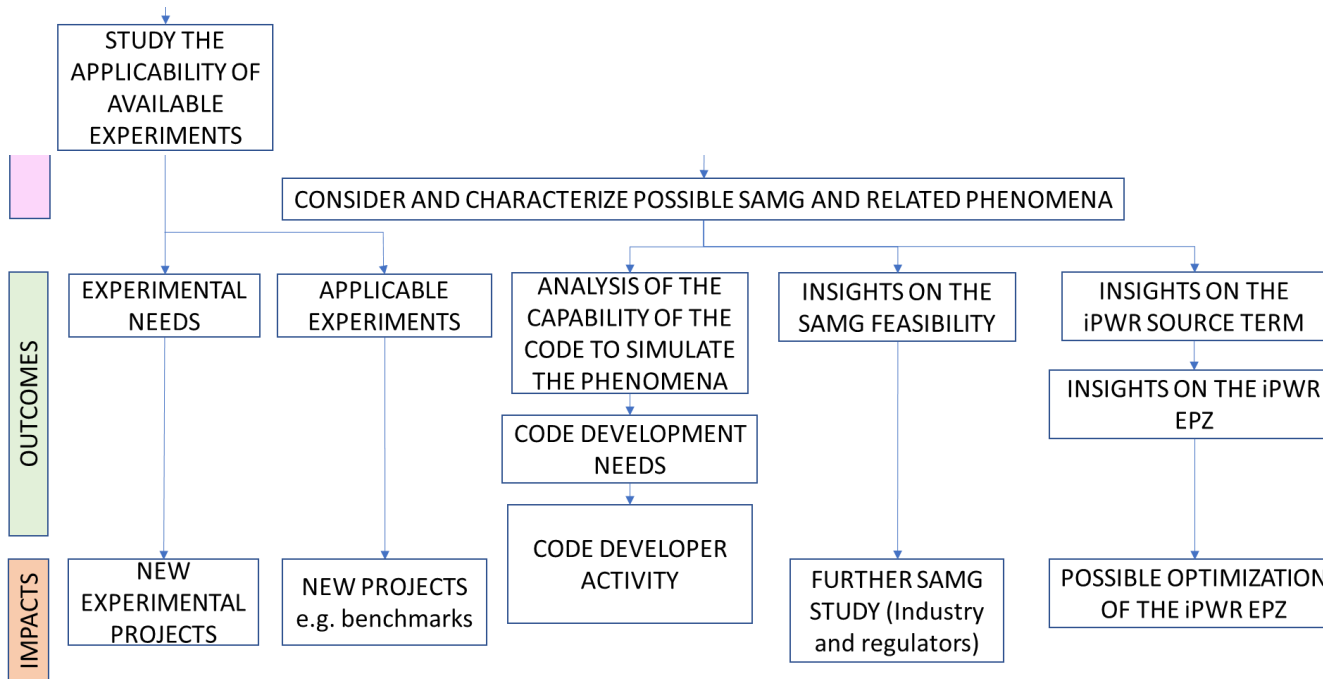 STUDY THE
APPLICABILITY OF
AVAILABLE
EXPERIMENTS
CONSIDER AND CHARACTERIZE POSSIBLE SAMG AND RELATED PHENOMENA
OUTCOMES
EXPERIMENTAL
NEEDS
APPLICABLE
EXPERIMENTS
ANALYSIS OF THE
CAPABILITY OF THE
CODE TO SIMULATE
THE PHENOMENA
INSIGHTS ON THE
SAMG FEASIBILITY
INSIGHTS ON THE
iPWR SOURCE TERM
INSIGHTS ON THE iPWR
EPZ
CODE DEVELOPMENT
NEEDS
CODE DEVELOPER
ACTIVITY
IMPACTS
NEW
EXPERIMENTAL
PROJECTS
NEW PROJECTS
e.g. benchmarks
FURTHER SAMG
STUDY (Industry
and regulators)
POSSIBLE OPTIMIZATION
OF THE iPWR EPZ